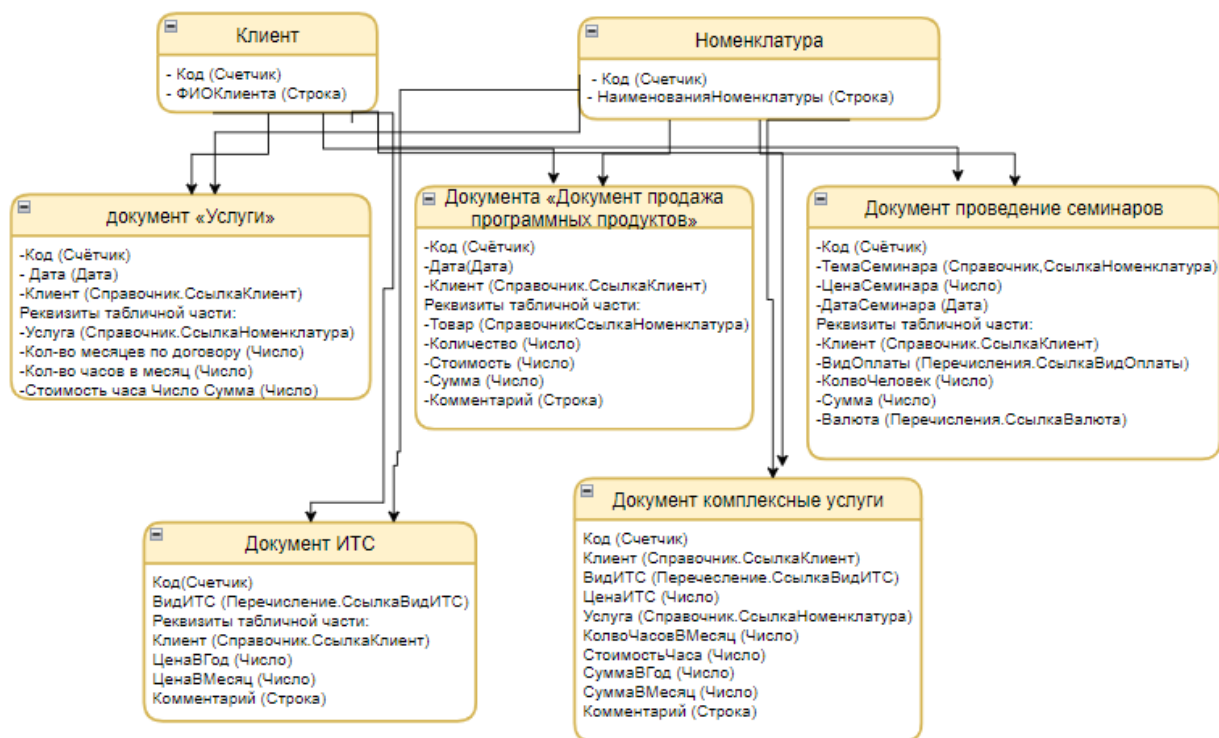 Клиент
- Код (Счетчик)
- ФИОКлиента (Строка)
Номенклатура
- Код (Счетчик)
- НаименованияНоменклатуры (Строка)
документ «Услуги»
-Код (Счётчик)
- Дата (Дата)
-Клиент (Справочник.СсылкаКлиент)
Реквизиты табличной части:
-Услуга (Справочник.СсылкаНоменклатура)
-Кол-во месяцев по договору (Число)
-Кол-во часов в месяц (Число)
-Стоимость часа Число Сумма (Число)
Документа «Документ продажа
программных продуктов»
-Код (Счётчик)
-Дата(Дата)
-Клиент (Справочник.СсылкаКлиент)
Реквизиты табличной части:
-Товар (СправочникСсылкаНоменклатура)
-Количество (Число)
-Стоимость (Число)
-Сумма (Число)
-Комментарий (Строка)
Документ проведение семинаров
-Код (Счётчик)
-ТемаСеминара (Справочник,СсылкаНоменклатура)
-ЦенаСеминара (Число)
-ДатаСеминара (Дата)
Реквизиты табличной части:
-Клиент (Справочник.СсылкаКлиент)
-ВидОплаты (Перечисления.СсылкаВидОплаты)
-КолвоЧеловек (Число)
-Сумма (Число)
-Валюта (Перечисления.СсылкаВалюта)
Документ ИТС
Код(Счетчик)
ВидИТС (Перечисление.СсылкаВидИТС)
Реквизиты табличной части:
Клиент (Справочник.СсылкаКлиент)
ЦенаВГод (Число)
ЦенаВМесяц (Число)
Комментарий (Строка)
Документ комплексные услуги
Код (Счетчик)
Клиент (Справочник.СсылкаКлиент)
ВидИТС (Перечесление.СсылкаВидИТС)
ЦенаИТС (Число)
Услуга (Справочник.СсылкаНоменклатура)
КолвоЧасовВМесяц (Число)
СтоимостьЧаса (Число)
СуммаВГод (Число)
СуммаВМесяц (Число)
Комментарий (Строка)